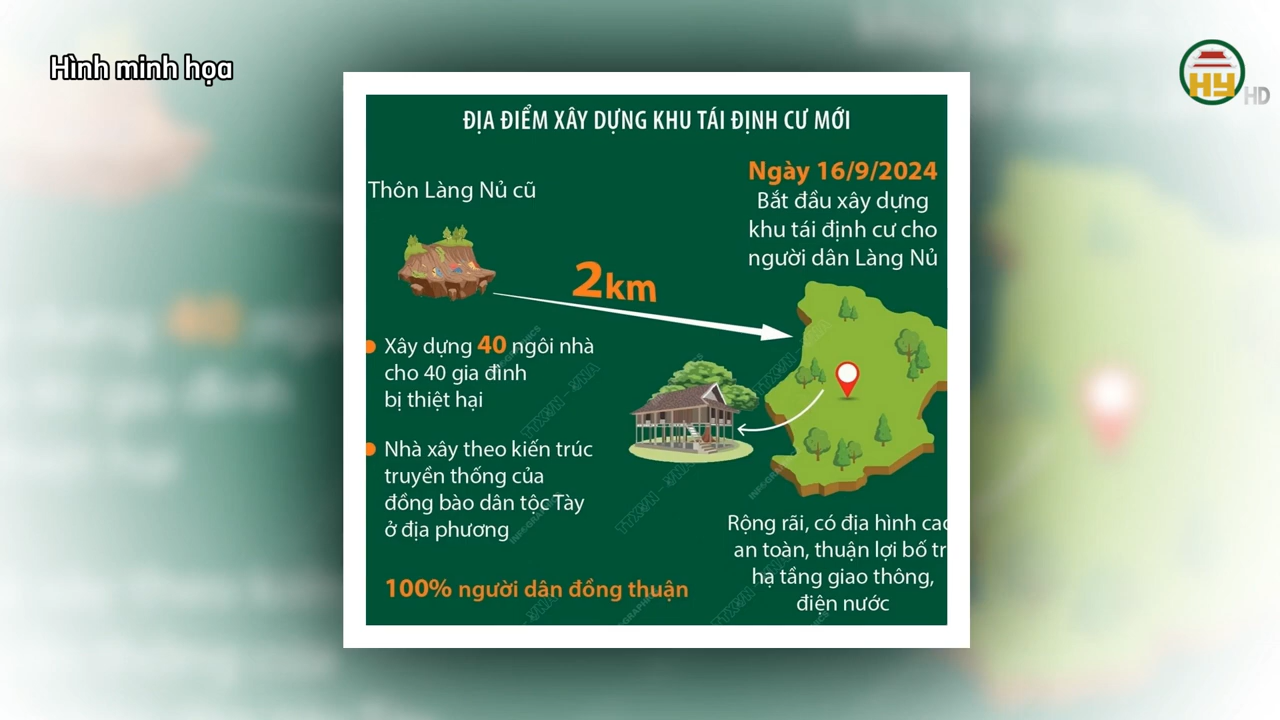 Hình minh họa
HY HD
ĐỊA ĐIỂM XÂY DỰNG KHU TÁI ĐỊNH CƯ MỚI
Thôn Làng Nủ cũ
Ngày 16/9/2024
Bắt đầu xây dựng
khu tái định cư cho
người dân Làng Nủ
2km
Xây dựng 40 ngôi nhà
cho 40 gia đình
bị thiệt hại
Nhà xây theo kiến trúc
truyền thống của
đồng bào dân tộc Tày
ở địa phương
100% người dân đồng thuận
Rộng rãi, có địa hình cao
an toàn, thuận lợi bố tr
hạ tầng giao thông,
điện nước
INFOGRAPHICS
TTXVN - VNA